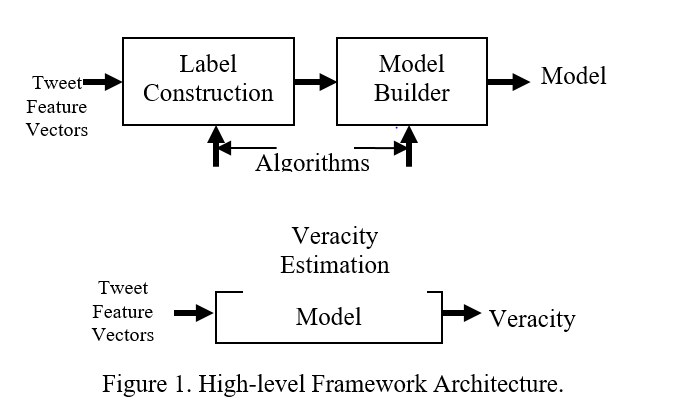 Tweet
Feature
Vectors
Label
Construction
Model
Builder
Model
Algorithms
Veracity
Estimation
Tweet
Feature
Vectors
Model
Veracity
Figure 1. High-level Framework Architecture.